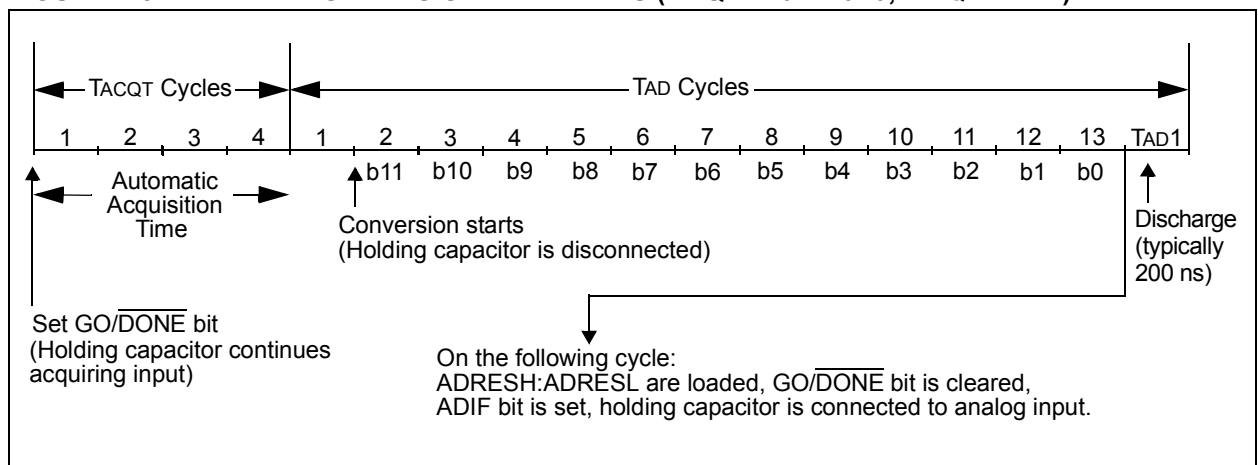 TACQT Cycles
TAD Cycles
1 2 3 4 1 2 3 4 5 6 7 8 9 10 11 12 13 TAD1
b11 b10 b9 b8 b7 b6 b5 b4 b3 b2 b1 b0
Automatic
Acquisition
Time
Conversion starts
(Holding capacitor is disconnected)
Discharge
(typically
200 ns)
Set GO/DONE bit
(Holding capacitor continues
acquiring input)
On the following cycle:
ADRESH:ADRESL are loaded, GO/DONE bit is cleared,
ADIF bit is set, holding capacitor is connected to analog input.